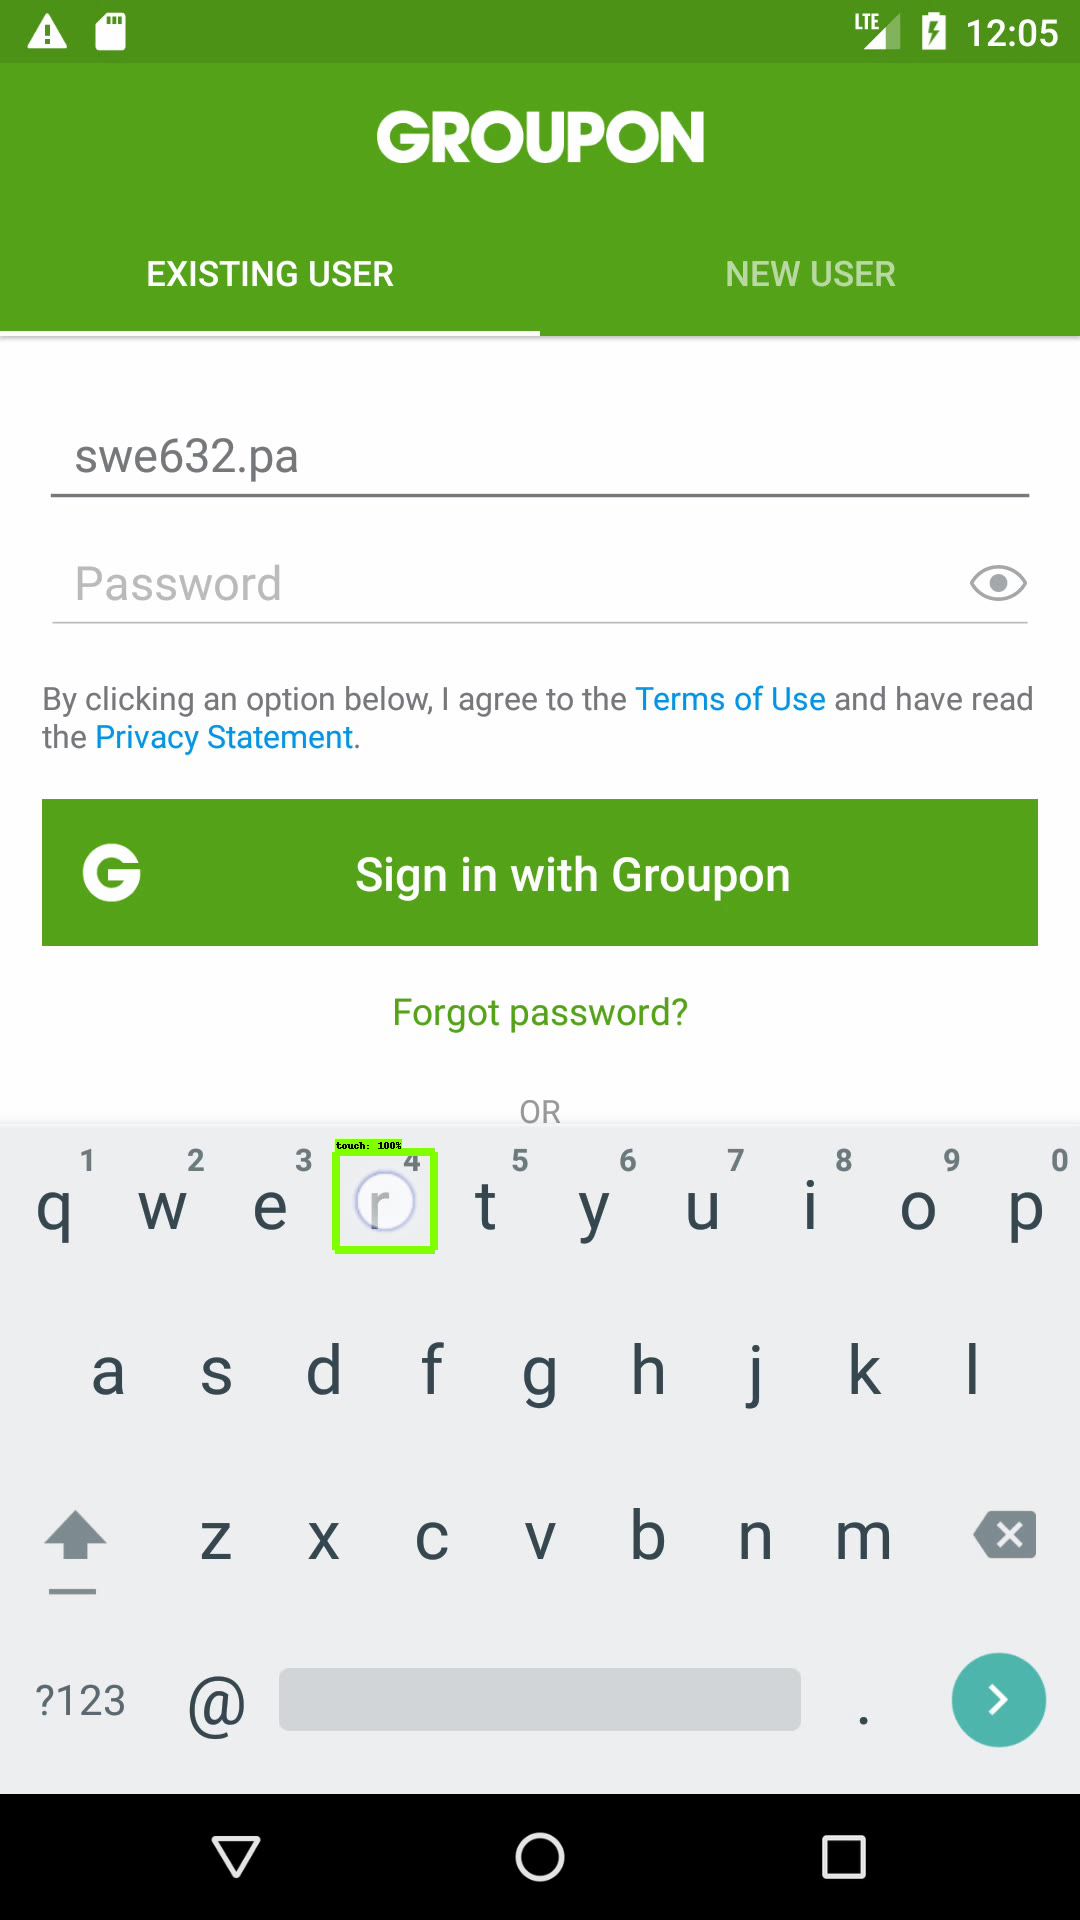 LTE 12:05
GROUPON
EXISTING USER NEW USER
swe632.pa
Password
By clicking an option below, I agree to the Terms of Use and have read
the Privacy Statement.
G Sign in with Groupon
Forgot password?
OR
touch: 100%
1 2 3 4 5 6 7 8 9 0
q w e r t y u i o p
a s d f g h j k l
z x c v b n m
?123 @ .